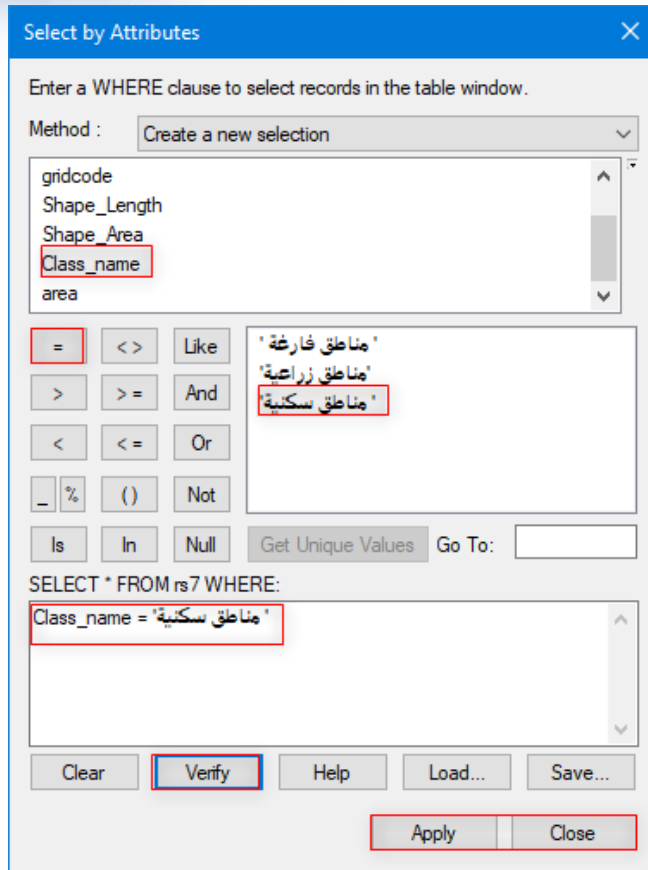 Select by Attributes
Enter a WHERE clause to select records in the table window.
Method : Create a new selection
gridcode
Shape_Length
Shape_Area
Class_name
area
= < > Like
> > = And
< < = Or
_ % ( ) Not
Is In Null
' مناطق فارغة '
'مناطق زراعية'
' مناطق سكنية'
Get Unique Values Go To:
SELECT * FROM rs7 WHERE:
Class_name = ' مناطق سكنية'
Clear Verify Help Load... Save...
Apply Close